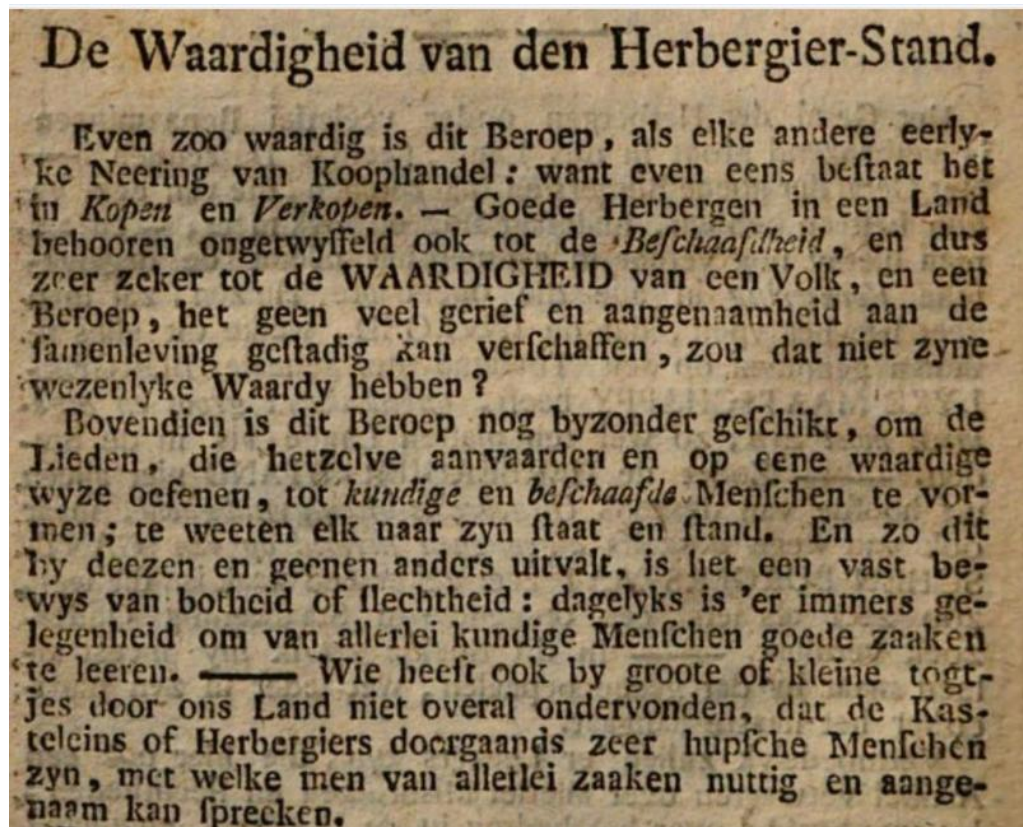 De Waardigheid van den Herbergier-Stand.
Even zoo waardig is dit Beroep, als elke andere eerly-
ke Neering van Koophandel: want even eens beſtaat het
in Kopen en Verkopen. — Goede Herbergen in een Land
behooren ongetwyffeld ook tot de Beſchaafdheid, en dus
zeer zeker tot de WAARDIGHEID van een Volk, en een
Beroep, het geen veel gerief en aangenaamheid aan de
ſamenleving geſtadig kan verſchaffen, zou dat niet zyne
wezenlyke Waardy hebben?
Bovendien is dit Beroep nog byzonder geſchikt, om de
Lieden, die hetzelve aanvaarden en op eene waardige
wyze oefenen, tot kundige en beſchaafde Menſchen te vor-
men; te weeten elk naar zyn ſtaat en ſtand. En zo dit
by deezen en geenen anders uitvalt, is het een vast be-
wys van botheid of ſlechtheid: dagelyks is 'er immers ge-
legenheid om van allerlei kundige Menſchen goede zaaken
te leeren. —— Wie heeft ook by groote of kleine togt-
jes door ons Land niet overal ondervonden, dat de Kas-
teleins of Herbergiers doorgaands zeer hupſche Menſchen
zyn, met welke men van allerlei zaaken nuttig en aange-
naam kan ſpreeken.